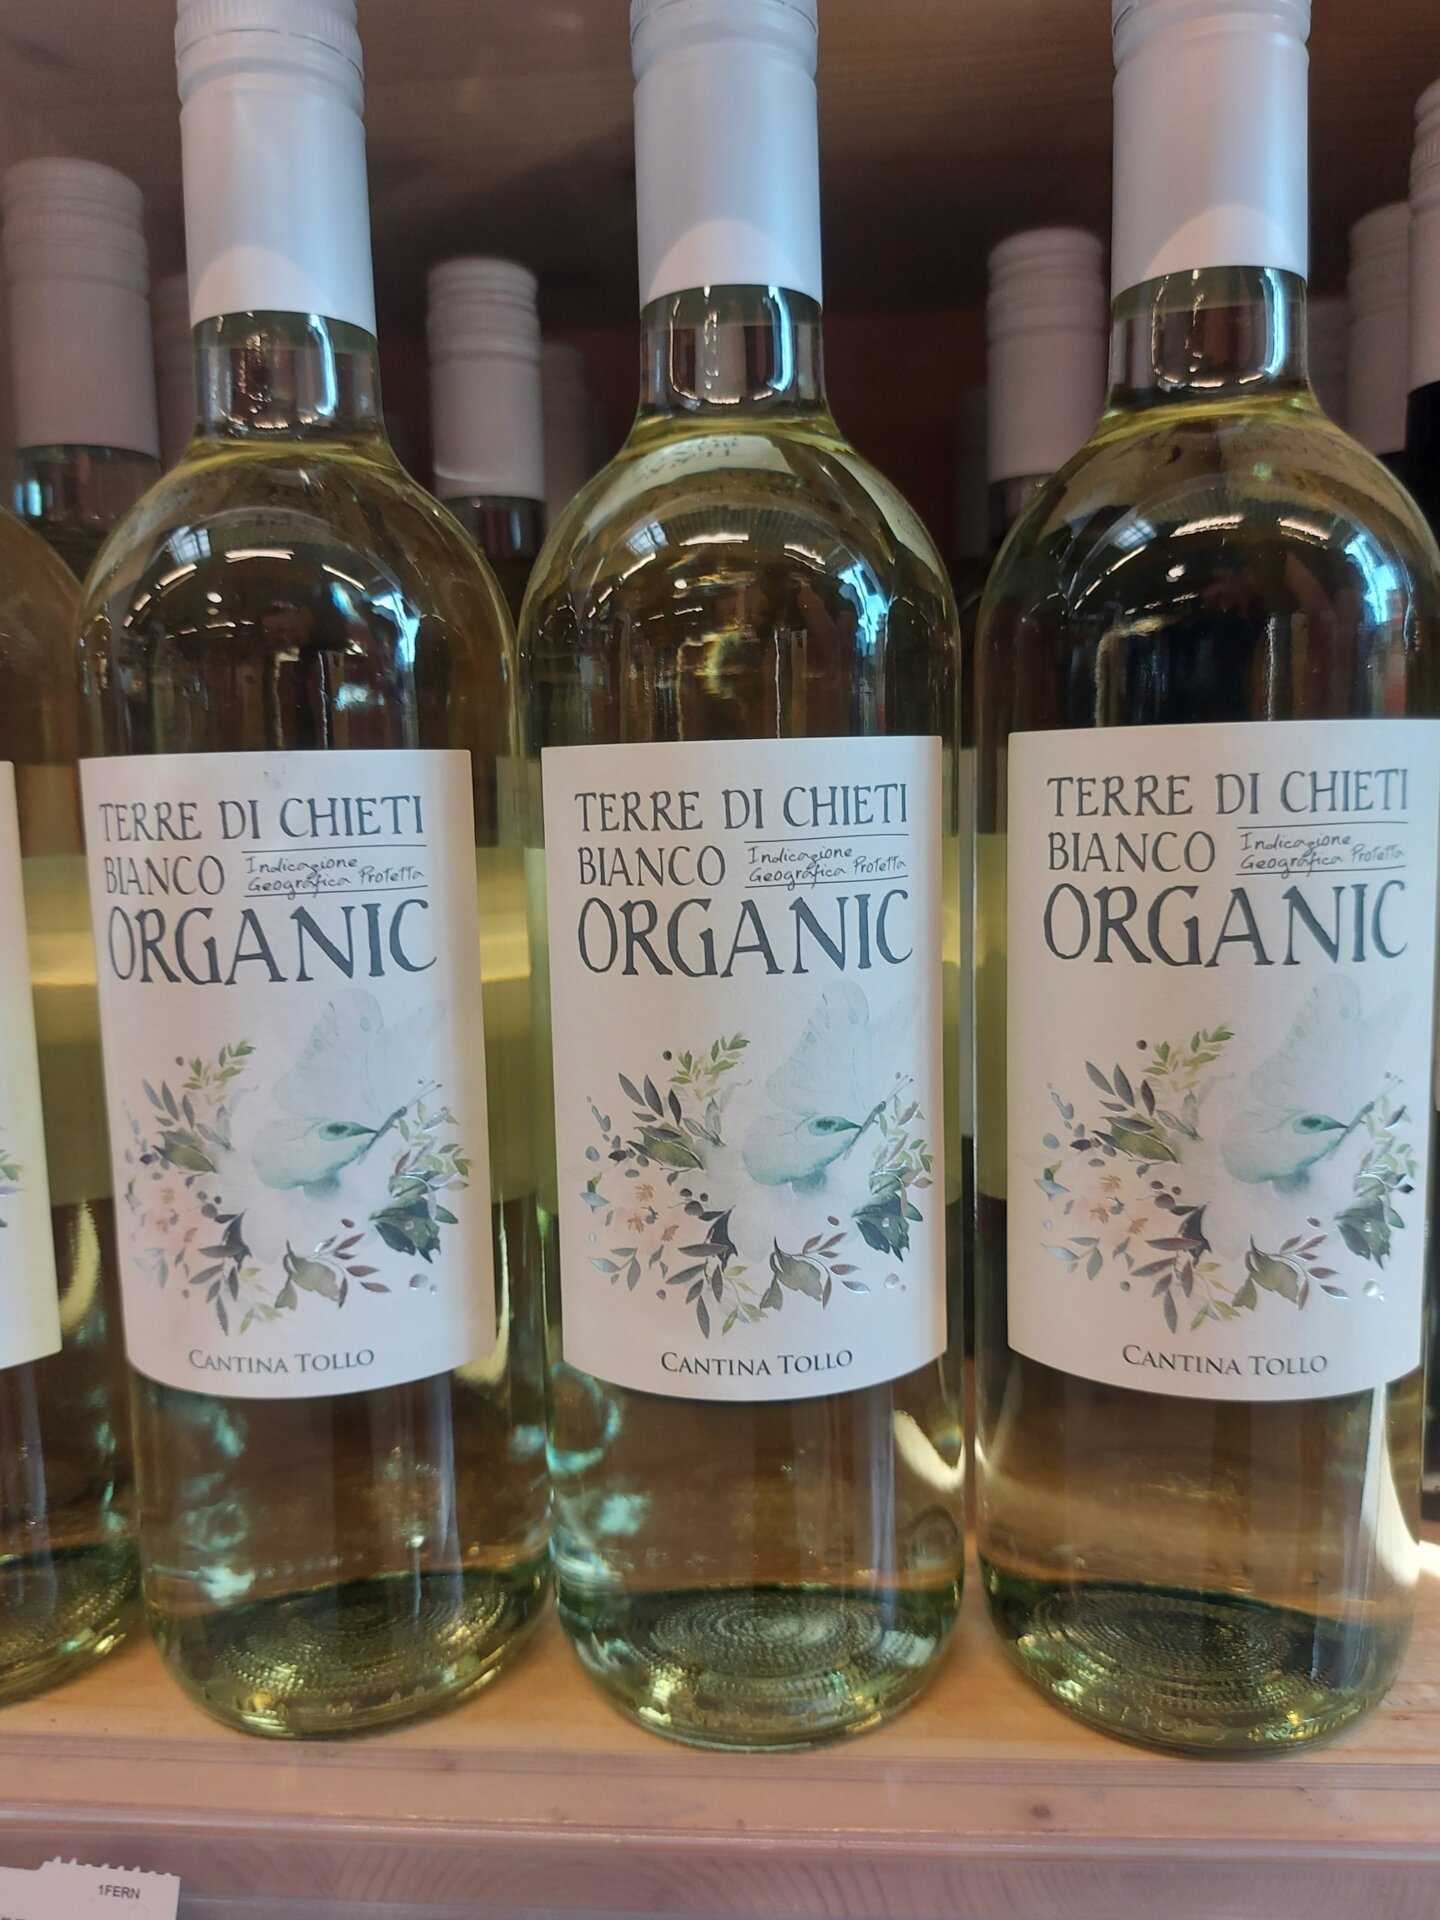 TERRE DI CHIETI
BIANCO Indicazione
Geografica Protetta
ORGANIC
CANTINA TOLLO
TERRE DI CHIETI
BIANCO Indicazione
Geografica Protetta
ORGANIC
CANTINA TOLLO
TERRE DI CHIETI
BIANCO Indicazione
Geografica Protetta
ORGANIC
CANTINA TOLLO
1FERN